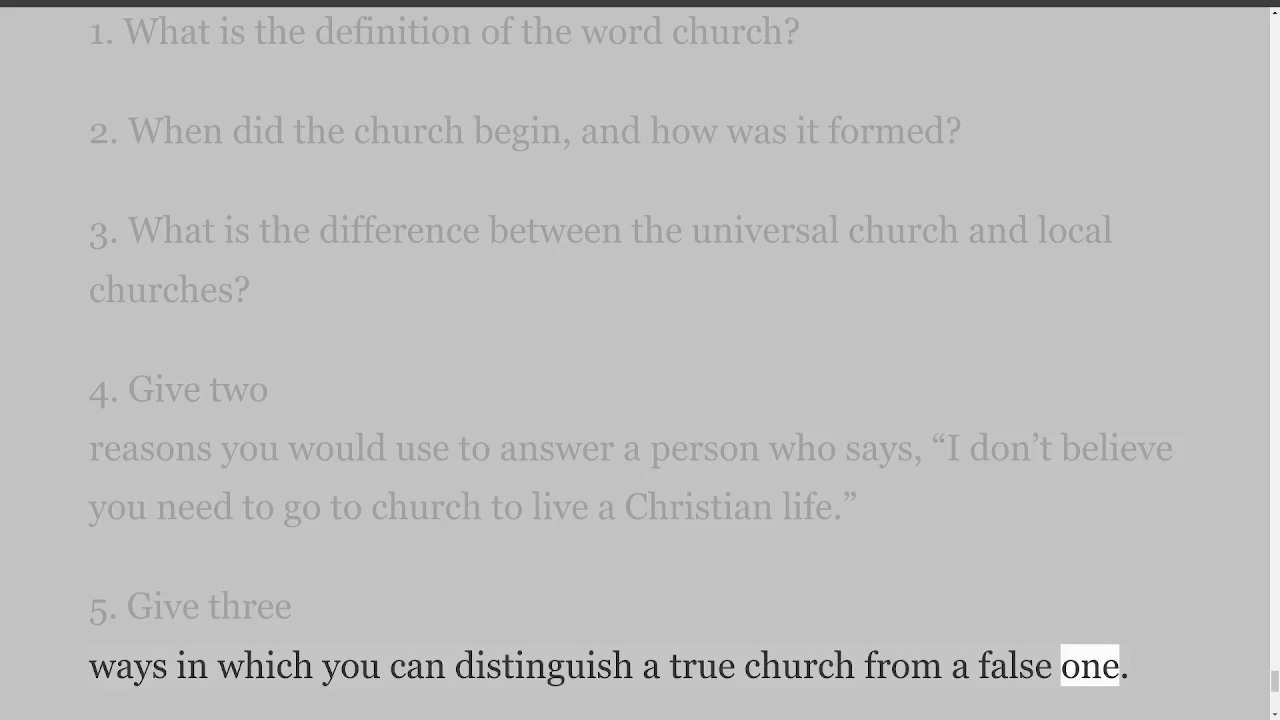 1. What is the definition of the word church?
2. When did the church begin, and how was it formed?
3. What is the difference between the universal church and local
churches?
4. Give two
reasons you would use to answer a person who says, “I don’t believe
you need to go to church to live a Christian life.”
5. Give three
ways in which you can distinguish a true church from a false one.